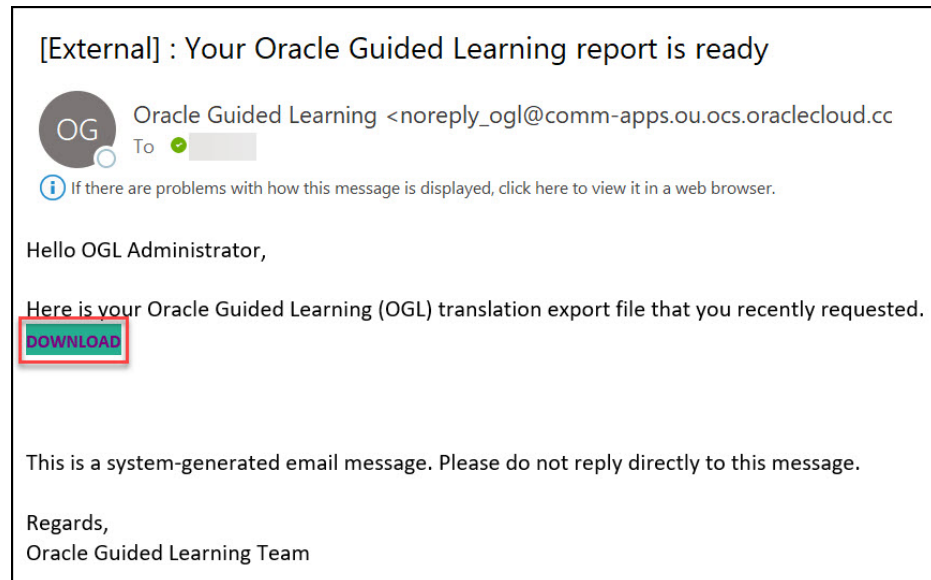 [External] : Your Oracle Guided Learning report is ready
OG
Oracle Guided Learning <noreply_ogl@comm-apps.ou.ocs.oraclecloud.cc
To
If there are problems with how this message is displayed, click here to view it in a web browser.
Hello OGL Administrator,
Here is your Oracle Guided Learning (OGL) translation export file that you recently requested.
DOWNLOAD
This is a system-generated email message. Please do not reply directly to this message.
Regards,
Oracle Guided Learning Team